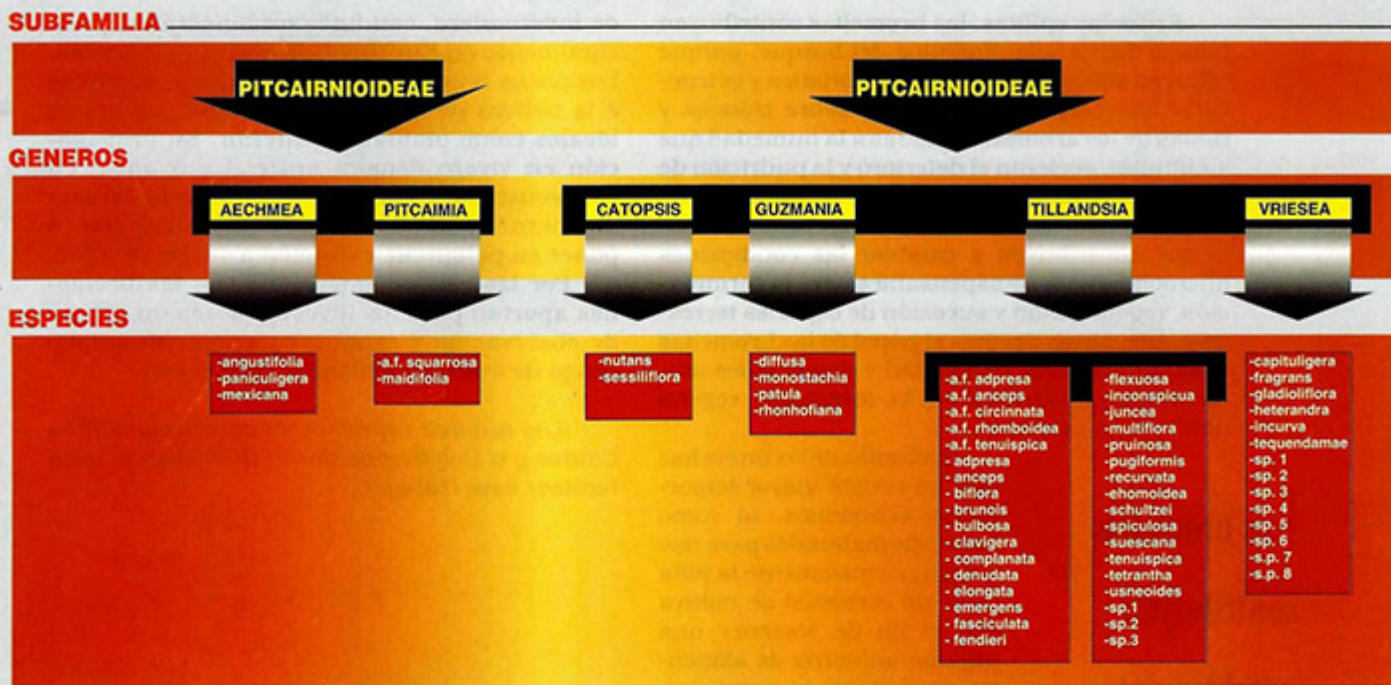 SUBFAMILIA
PITCAIRNIOIDEAE
PITCAIRNIOIDEAE
GENEROS
AECHMEA
PITCAIMIA
CATOPSIS
GUZMANIA
TILLANDSIA
VRIESEA
ESPECIES
-angustifolia
-paniculigera
-mexicana
-a.f. squarrosa
-maidifolia
-nutans
-sessiliflora
-diffusa
-monostachia
-patula
-rhonhofiana
-a.f. adpresa
-a.f. anceps
-a.f. circinnata
-a.f. rhomboidea
-a.f. tenuispica
- adpresa
- anceps
- biflora
- brunois
- bulbosa
- clavigera
- complanata
- denudata
- elongata
- emergens
- fasciculata
- fendieri
-flexuosa
-inconspicua
-juncea
-multiflora
-pruinosa
-pugiformis
-recurvata
-ehomoidea
-schultzei
-spiculosa
-suescana
-tenuispica
-tetrantha
-usneoides
-sp.1
-sp.2
-sp.3
-capituligera
-fragrans
-gladioliflora
-heterandra
-incurva
-tequendamae
-sp. 1
-sp. 2
-sp. 3
-sp. 4
-sp. 5
-sp. 6
-s.p. 7
-s.p. 8